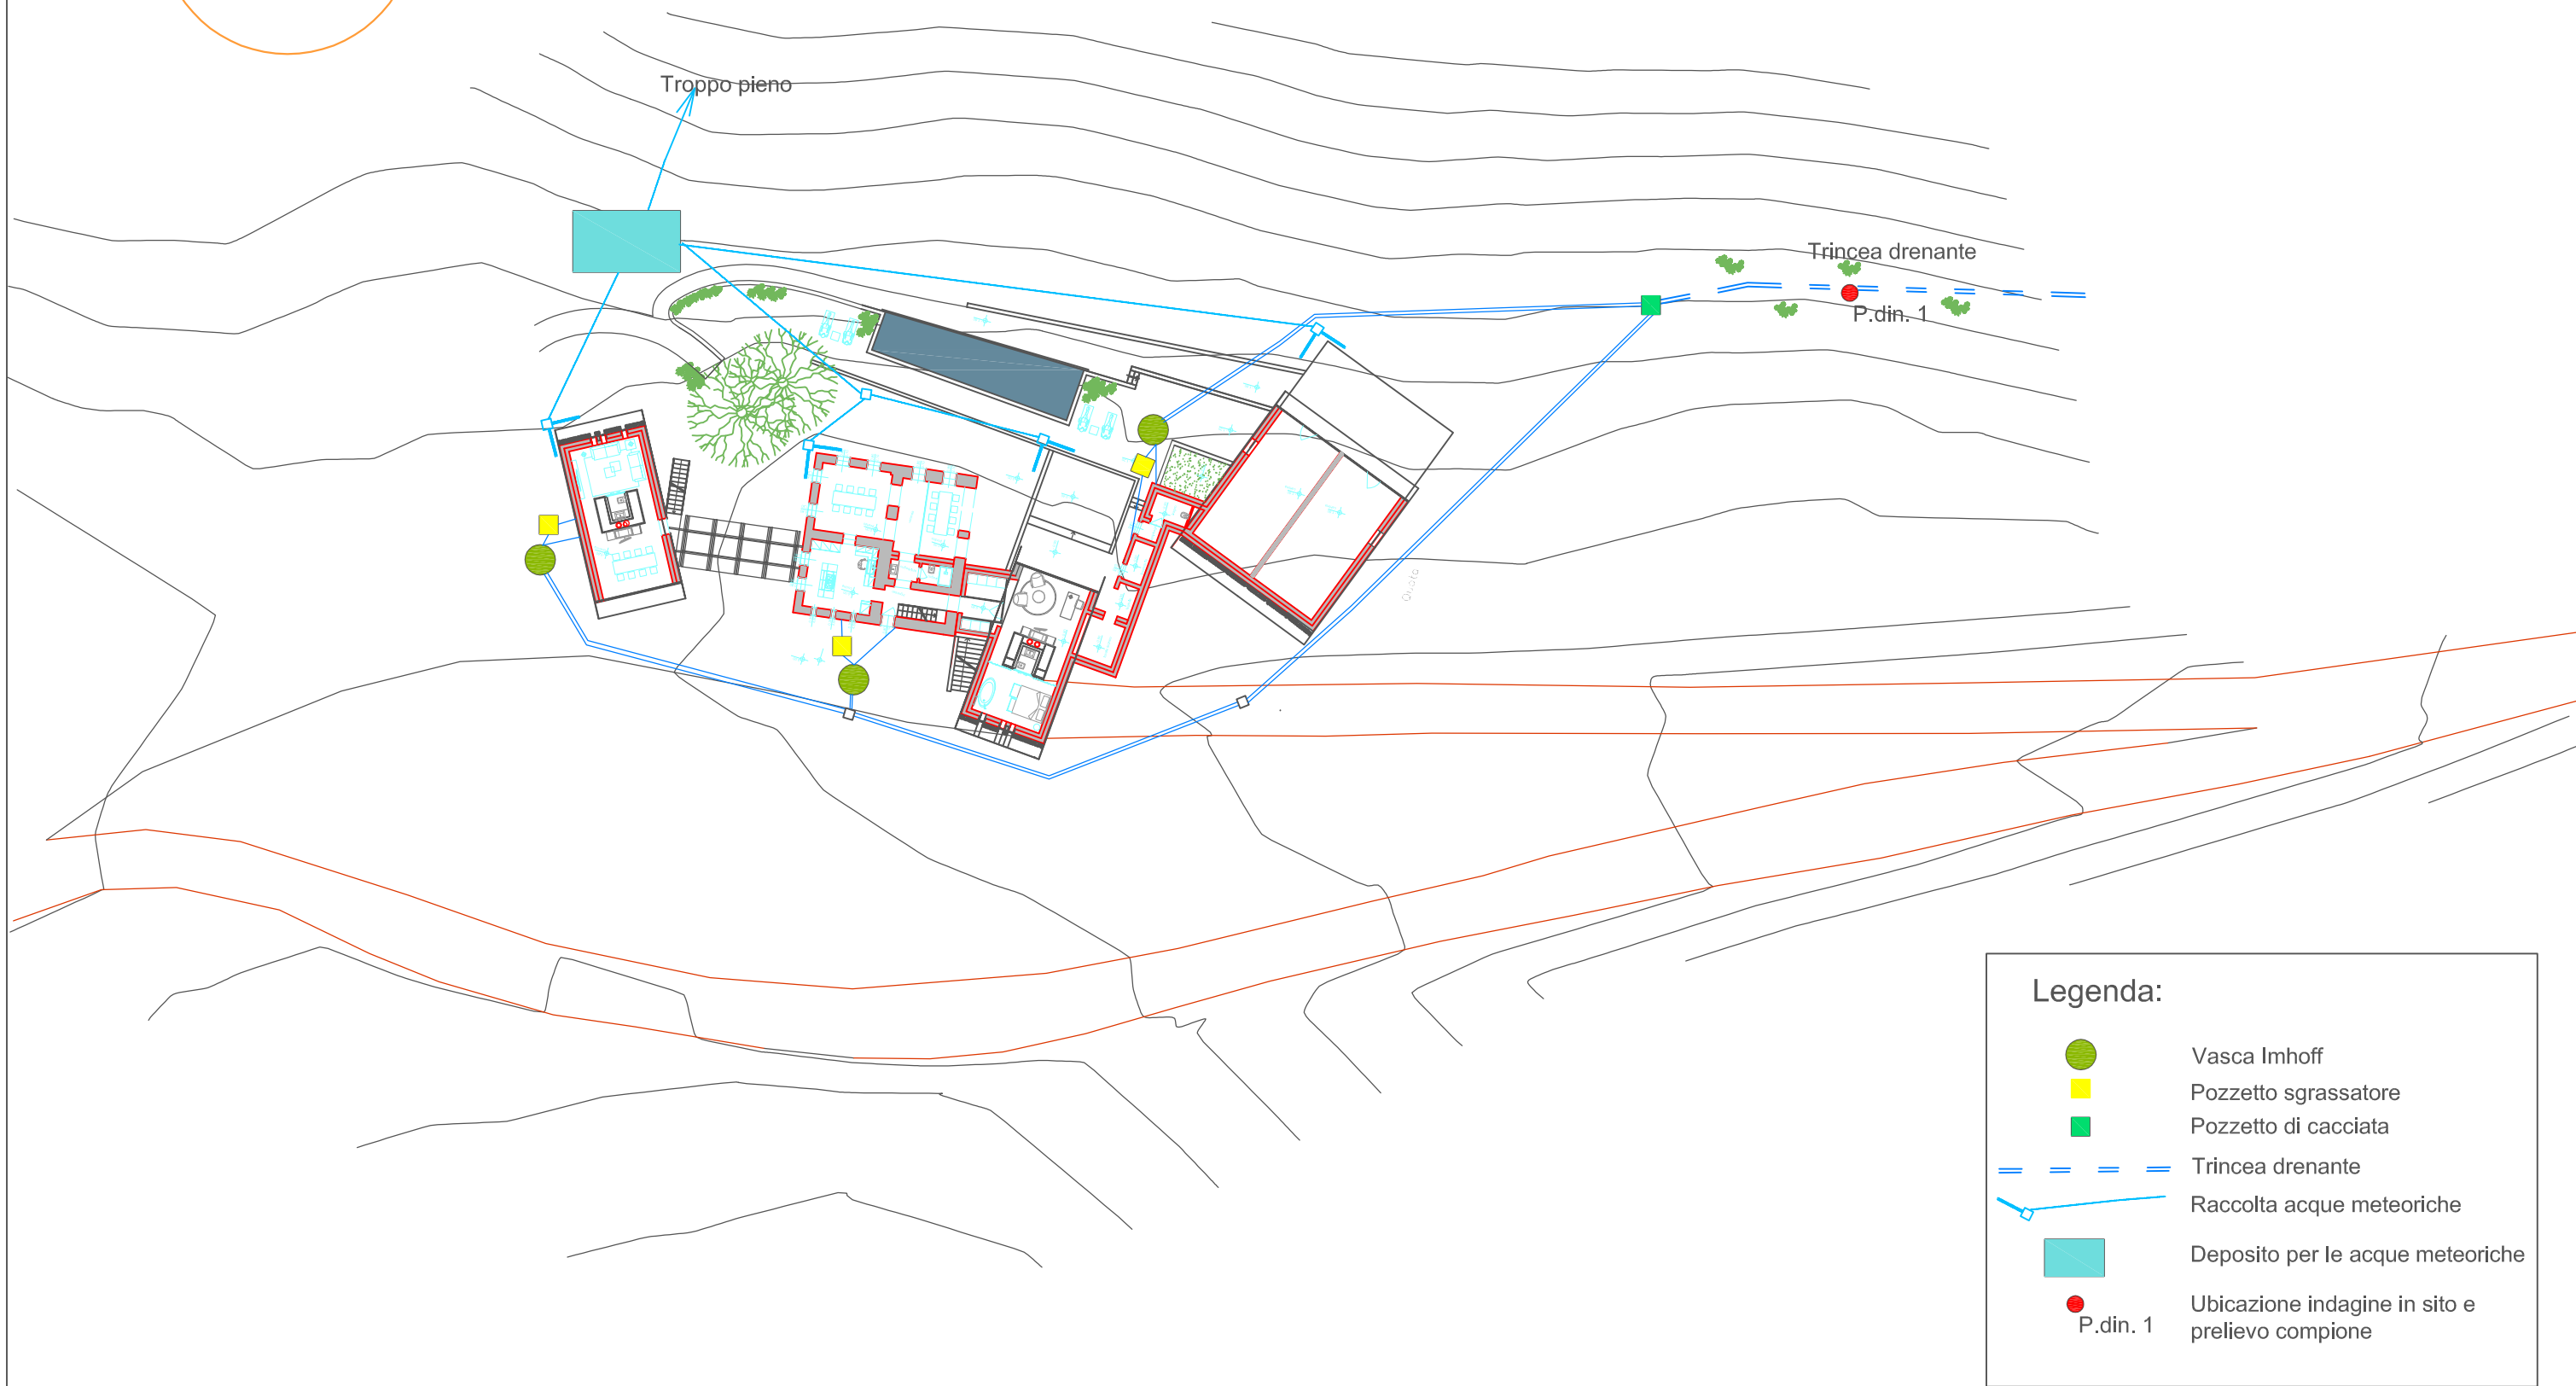 Troppo pieno
Trincea drenante
P.din. 1
Legenda:
Vasca Imhoff
Pozzetto sgrassatore
Pozzetto di cacciata
Trincea drenante
Raccolta acque meteoriche
Deposito per le acque meteoriche
P.din. 1
Ubicazione indagine in sito e
prelievo compione